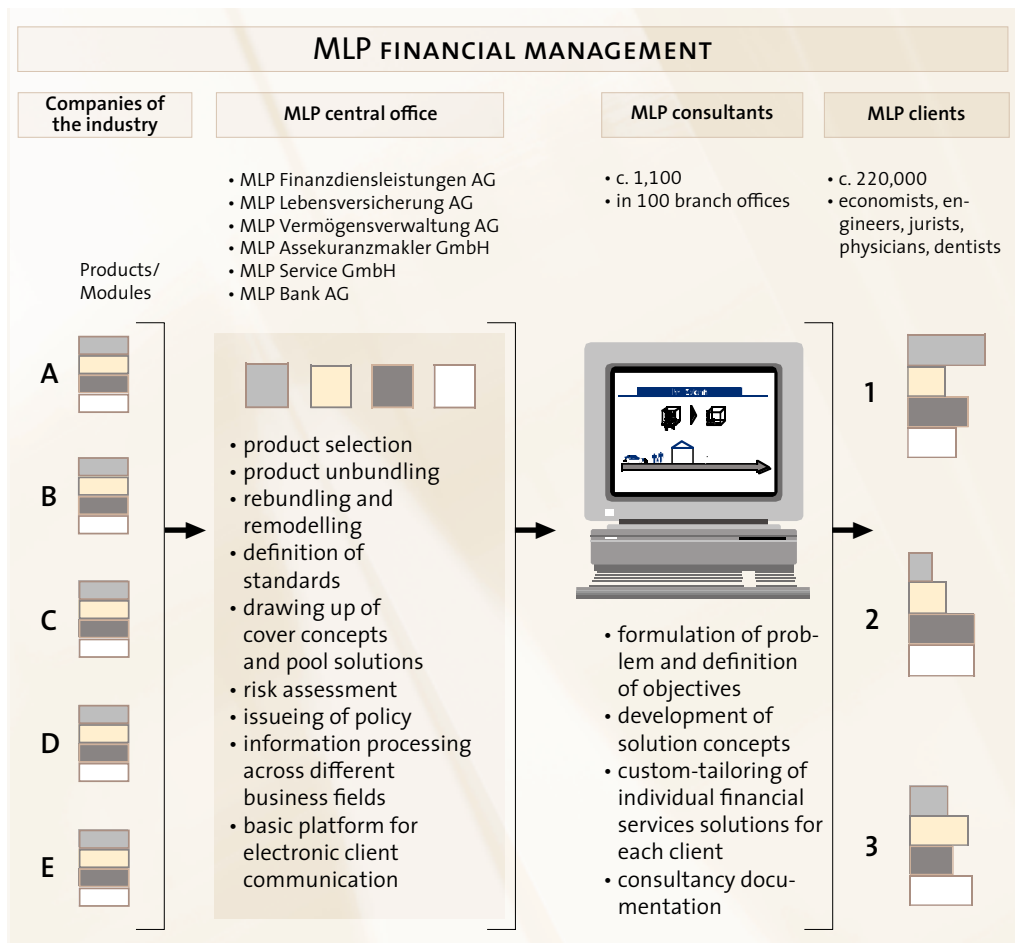 MLP FINANCIAL MANAGEMENT
Companies of
the industry
MLP central office
MLP consultants
MLP clients
• MLP Finanzdiensleistungen AG
• MLP Lebensversicherung AG
• MLP Vermögensverwaltung AG
• MLP Assekuranzmakler GmbH
• MLP Service GmbH
• MLP Bank AG
• c. 1,100
• in 100 branch offices
• c. 220,000
• economists, en-
gineers, jurists,
physicians, dentists
Products/
Modules
A
B
C
D
E
• product selection
• product unbundling
• rebundling and
remodelling
• definition of
standards
• drawing up of
cover concepts
and pool solutions
• risk assessment
• issueing of policy
• information processing
across different
business fields
• basic platform for
electronic client
communication
• formulation of prob-
lem and definition
of objectives
• development of
solution concepts
• custom-tailoring of
individual financial
services solutions for
each client
• consultancy docu-
mentation
1
2
3